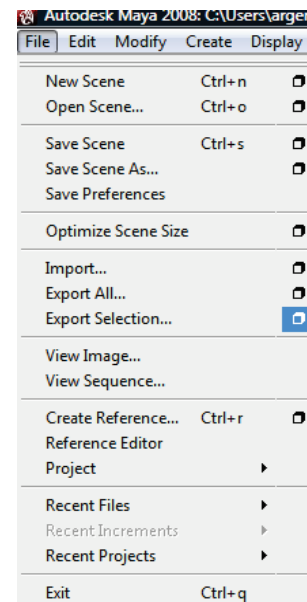 Autodesk Maya 2008: C:\Users\arger
File Edit Modify Create Display
New Scene Ctrl+n
Open Scene... Ctrl+o
Save Scene Ctrl+s
Save Scene As...
Save Preferences
Optimize Scene Size
Import...
Export All...
Export Selection...
View Image...
View Sequence...
Create Reference... Ctrl+r
Reference Editor
Project
Recent Files
Recent Increments
Recent Projects
Exit Ctrl+q